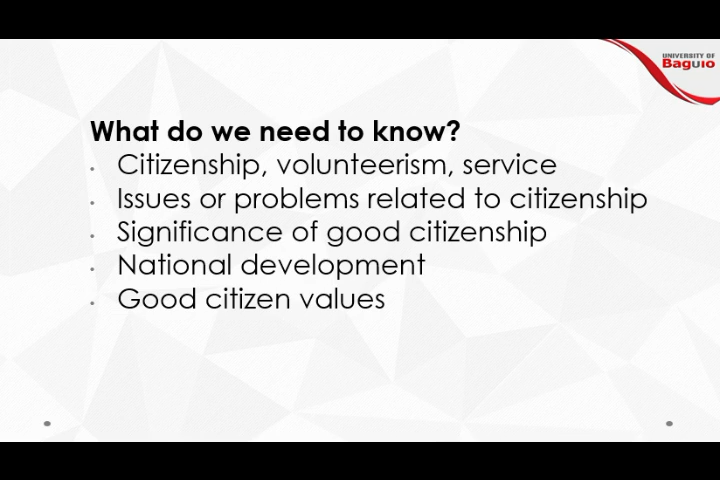 UNIVERSITY OF
Baguio
What do we need to know?
• Citizenship, volunteerism, service
• Issues or problems related to citizenship
• Significance of good citizenship
• National development
• Good citizen values